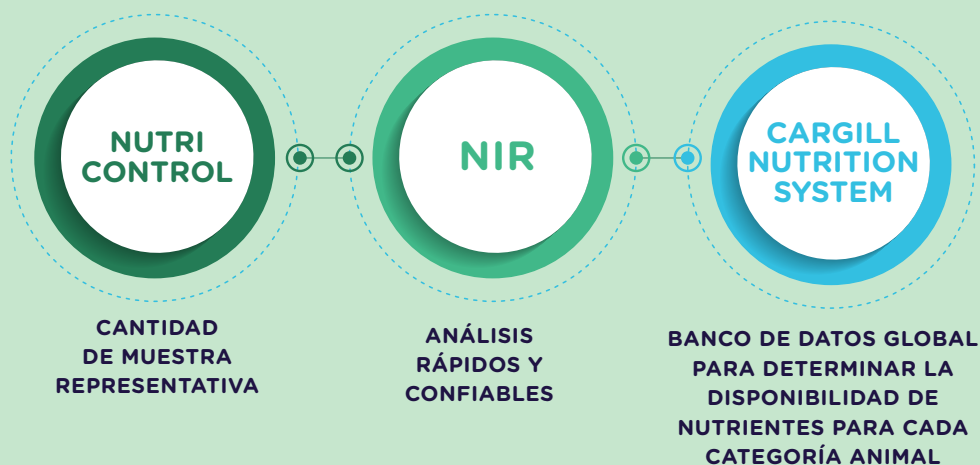 NUTRI
CONTROL
NIR
CARGILL
NUTRITION
SYSTEM
CANTIDAD
DE MUESTRA
REPRESENTATIVA
ANÁLISIS
RÁPIDOS Y
CONFIABLES
BANCO DE DATOS GLOBAL
PARA DETERMINAR LA
DISPONIBILIDAD DE
NUTRIENTES PARA CADA
CATEGORÍA ANIMAL